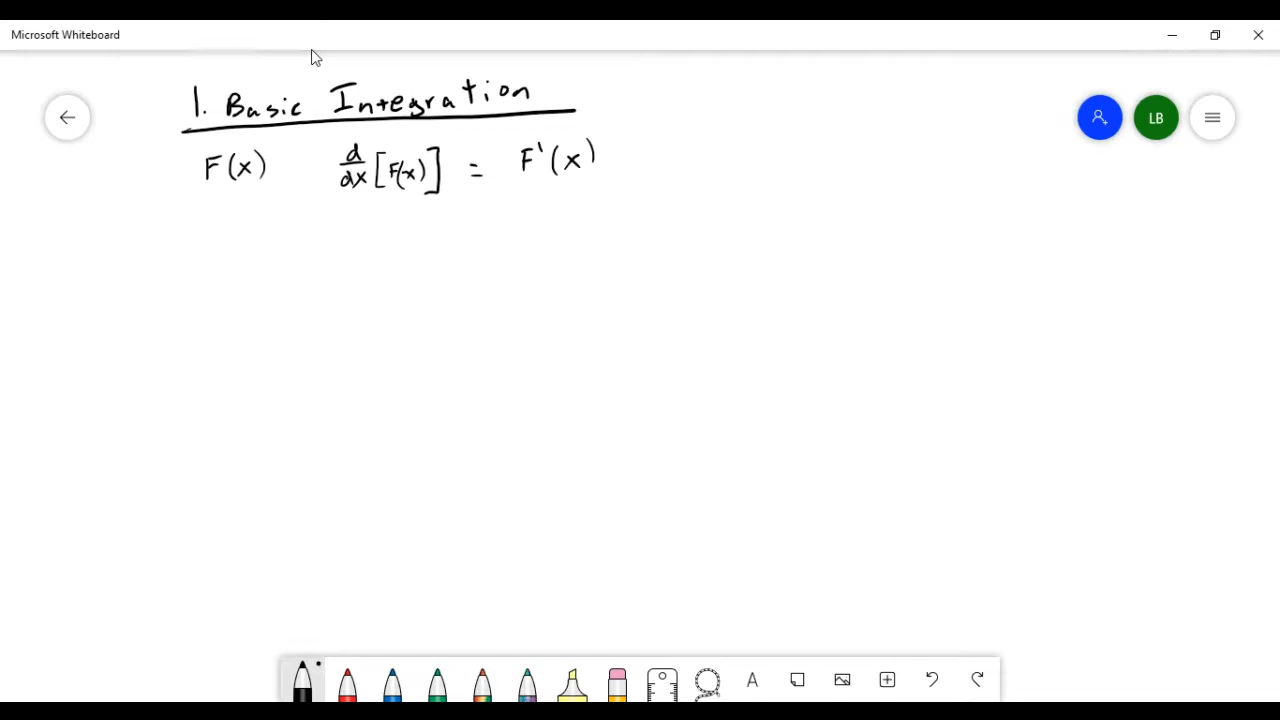 Microsoft Whiteboard
1. Basic Integration
F(x) d/dx [F(x)] = F'(x)
LB
A